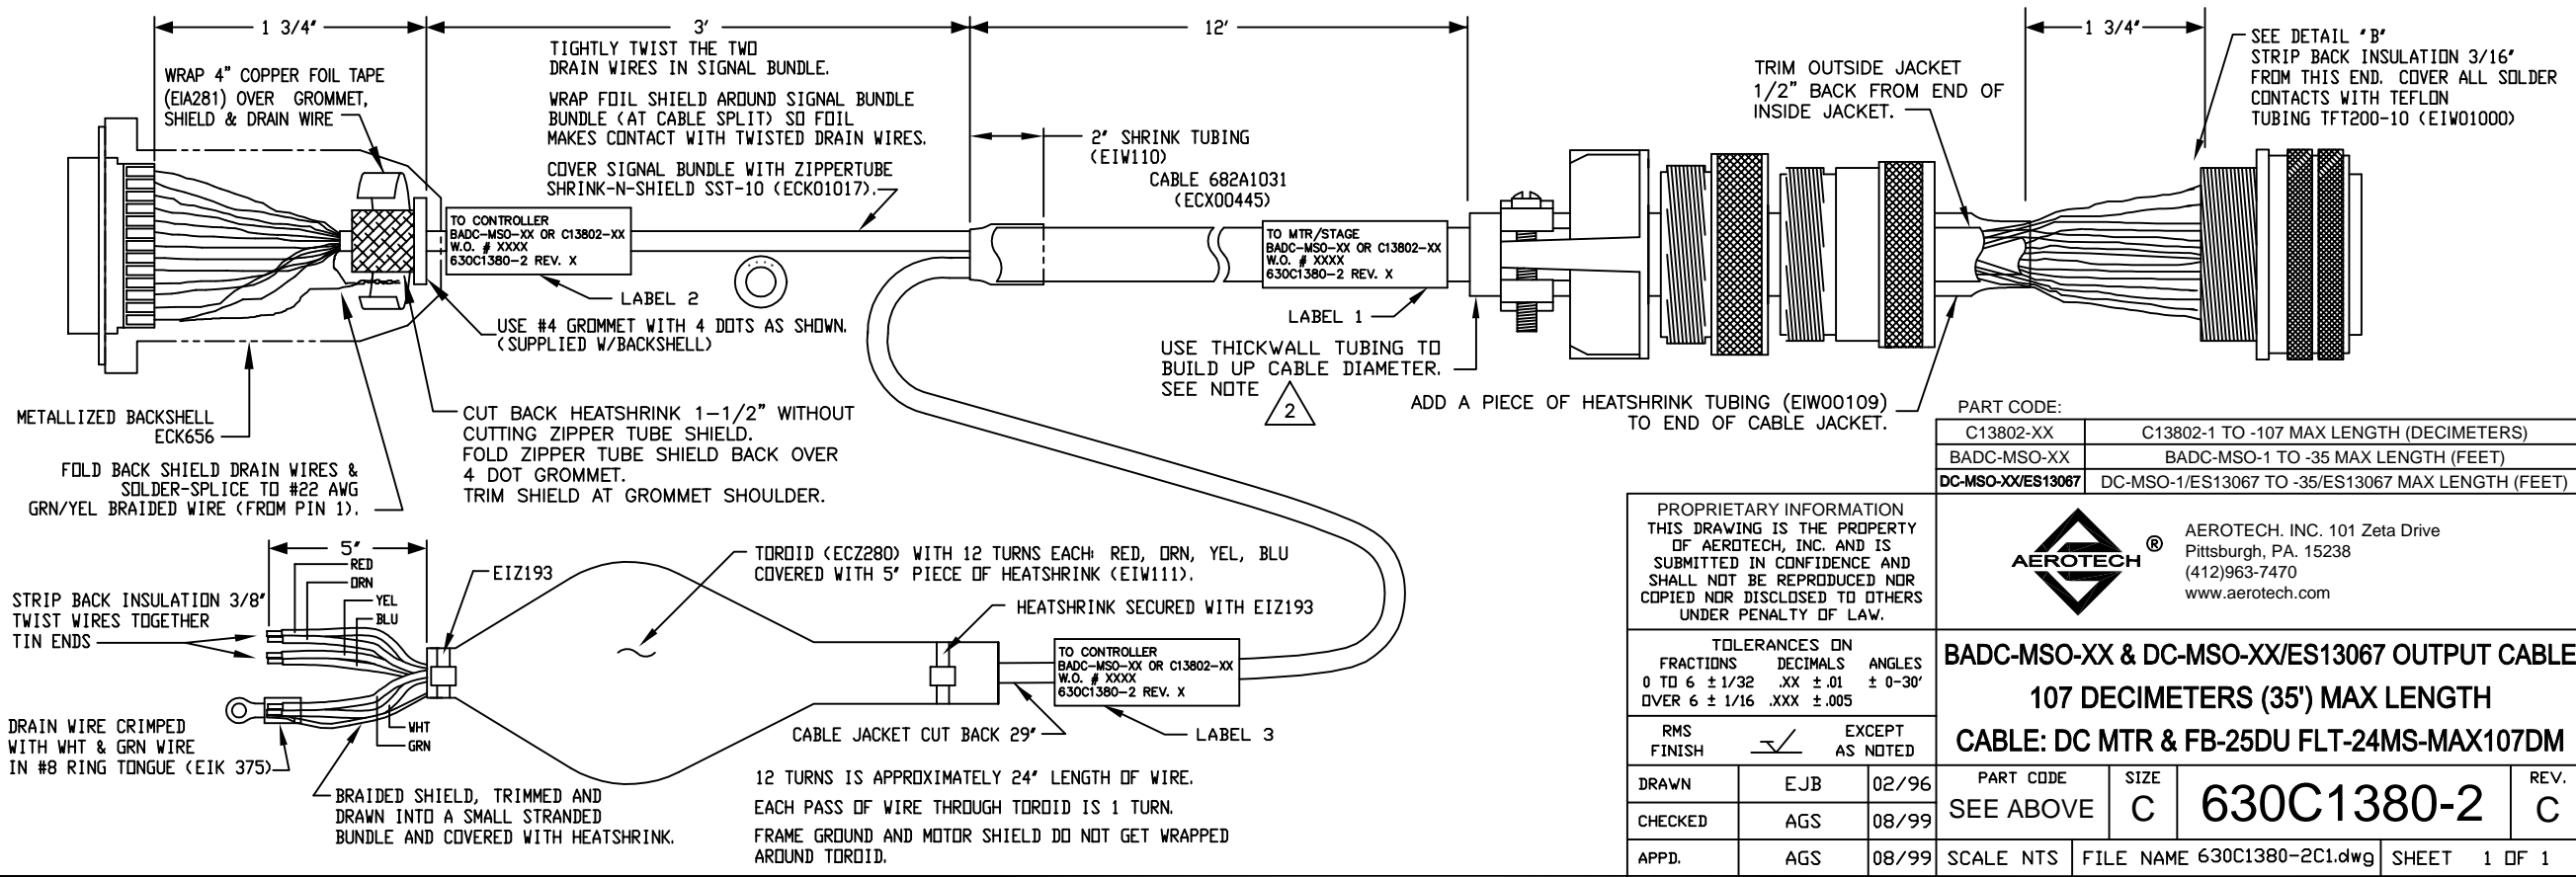 1 3/4"
3'
12'
1 3/4"
WRAP 4" COPPER FOIL TAPE
(EIA281) OVER GROMMET,
SHIELD & DRAIN WIRE
TIGHTLY TWIST THE TWO
DRAIN WIRES IN SIGNAL BUNDLE.
WRAP FOIL SHIELD AROUND SIGNAL BUNDLE
BUNDLE (AT CABLE SPLIT) SO FOIL
MAKES CONTACT WITH TWISTED DRAIN WIRES.
COVER SIGNAL BUNDLE WITH ZIPPERTUBE
SHRINK-N-SHIELD SST-10 (ECK01017).
2" SHRINK TUBING
(EIW110)
CABLE 682A1031
(ECX00445)
TRIM OUTSIDE JACKET
1/2" BACK FROM END OF
INSIDE JACKET.
SEE DETAIL "B"
STRIP BACK INSULATION 3/16"
FROM THIS END. COVER ALL SOLDER
CONTACTS WITH TEFLON
TUBING TFT200-10 (EIW01000)
TO CONTROLLER
BADC-MSO-XX OR C13802-XX
W.O. # XXXX
630C1380-2 REV. X
LABEL 2
TO MTR/STAGE
BADC-MSO-XX OR C13802-XX
W.O. # XXXX
630C1380-2 REV. X
LABEL 1
USE #4 GROMMET WITH 4 DOTS AS SHOWN.
(SUPPLIED W/BACKSHELL)
USE THICKWALL TUBING TO
BUILD UP CABLE DIAMETER.
SEE NOTE 2
ADD A PIECE OF HEATSHRINK TUBING (EIW00109)
TO END OF CABLE JACKET.
METALLIZED BACKSHELL
ECK656
CUT BACK HEATSHRINK 1-1/2" WITHOUT
CUTTING ZIPPER TUBE SHIELD.
FOLD ZIPPER TUBE SHIELD BACK OVER
4 DOT GROMMET.
TRIM SHIELD AT GROMMET SHOULDER.
FOLD BACK SHIELD DRAIN WIRES &
SOLDER-SPLICE TO #22 AWG
GRN/YEL BRAIDED WIRE (FROM PIN 1).
5"
RED
ORN
YEL
BLU
STRIP BACK INSULATION 3/8"
TWIST WIRES TOGETHER
TIN ENDS
EIZ193
TOROID (ECZ280) WITH 12 TURNS EACH: RED, ORN, YEL, BLU
COVERED WITH 5" PIECE OF HEATSHRINK (EIW111).
HEATSHRINK SECURED WITH EIZ193
TO CONTROLLER
BADC-MSO-XX OR C13802-XX
W.O. # XXXX
630C1380-2 REV. X
LABEL 3
CABLE JACKET CUT BACK 29"
WHT
GRN
DRAIN WIRE CRIMPED
WITH WHT & GRN WIRE
IN #8 RING TONGUE (EIK 375)
BRAIDED SHIELD, TRIMMED AND
DRAWN INTO A SMALL STRANDED
BUNDLE AND COVERED WITH HEATSHRINK.
12 TURNS IS APPROXIMATELY 24" LENGTH OF WIRE.
EACH PASS OF WIRE THROUGH TOROID IS 1 TURN.
FRAME GROUND AND MOTOR SHIELD DO NOT GET WRAPPED
AROUND TOROID.
PART CODE:
C13802-XX C13802-1 TO -107 MAX LENGTH (DECIMETERS)
BADC-MSO-XX BADC-MSO-1 TO -35 MAX LENGTH (FEET)
DC-MSO-XX/ES13067 DC-MSO-1/ES13067 TO -35/ES13067 MAX LENGTH (FEET)
PROPRIETARY INFORMATION
THIS DRAWING IS THE PROPERTY
OF AEROTECH, INC. AND IS
SUBMITTED IN CONFIDENCE AND
SHALL NOT BE REPRODUCED NOR
COPIED NOR DISCLOSED TO OTHERS
UNDER PENALTY OF LAW.
AEROTECH ®
AEROTECH. INC. 101 Zeta Drive
Pittsburgh, PA. 15238
(412)963-7470
www.aerotech.com
TOLERANCES ON
FRACTIONS DECIMALS ANGLES
0 TO 6 ± 1/32 .XX ± .01 ± 0-30'
OVER 6 ± 1/16 .XXX ± .005
RMS
FINISH
EXCEPT
AS NOTED
BADC-MSO-XX & DC-MSO-XX/ES13067 OUTPUT CABLE
107 DECIMETERS (35') MAX LENGTH
CABLE: DC MTR & FB-25DU FLT-24MS-MAX107DM
DRAWN EJB 02/96
CHECKED AGS 08/99
APPD. AGS 08/99
PART CODE
SEE ABOVE
SIZE
C
630C1380-2
REV.
C
SCALE NTS FILE NAME 630C1380-2C1.dwg SHEET 1 OF 1